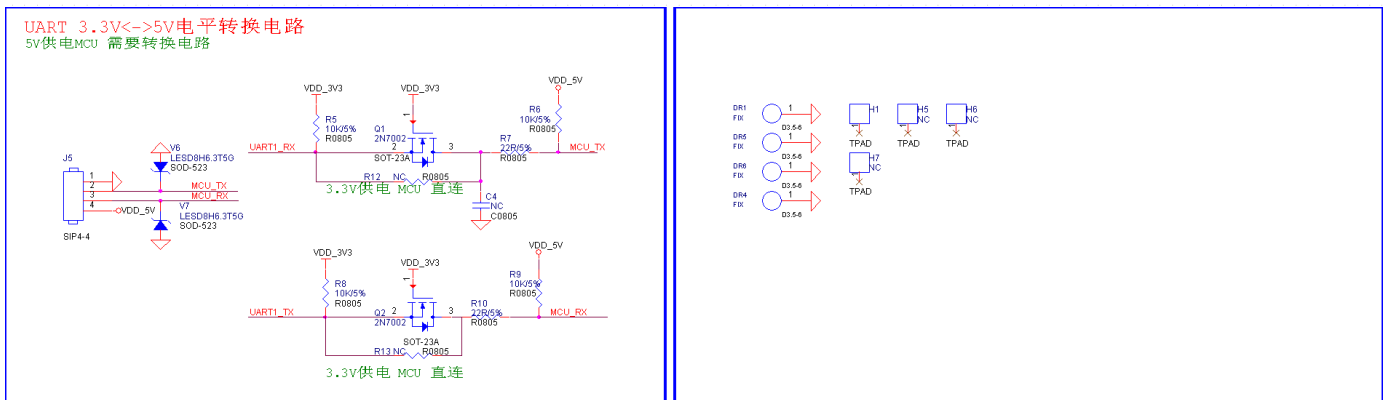 UART 3.3V<->5V电平转换电路
5V供电MCU 需要转换电路
VDD_3V3
VDD_3V3
VDD_5V
R5
10K/5%
R0805
Q1
2N7002
1
2
3
SOT-23A
R6
10K/5%
R0805
R7
22R/5%
R0805
UART1_RX
MCU_TX
R12 NC R0805
3.3V供电 MCU 直连
C4
NC
C0805
J5
1
2
3
4
SIP4-4
V6
LESD8H6.3T5G
SOD-523
MCU_TX
MCU_RX
VDD_5V
V7
LESD8H6.3T5G
SOD-523
VDD_3V3
VDD_3V3
VDD_5V
R8
10K/5%
R0805
1
Q2
2N7002
2
3
SOT-23A
R9
10K/5%
R0805
R10
22R/5%
R0805
UART1_TX
MCU_RX
R13 NC R0805
3.3V供电 MCU 直连
DR1
FIX
1
D3.5-6
DR5
FIX
1
D3.5-6
DR6
FIX
1
D3.5-6
DR4
FIX
1
D3.5-6
H1
1
TPAD
H5
NC
1
TPAD
H6
NC
1
TPAD
H7
NC
1
TPAD